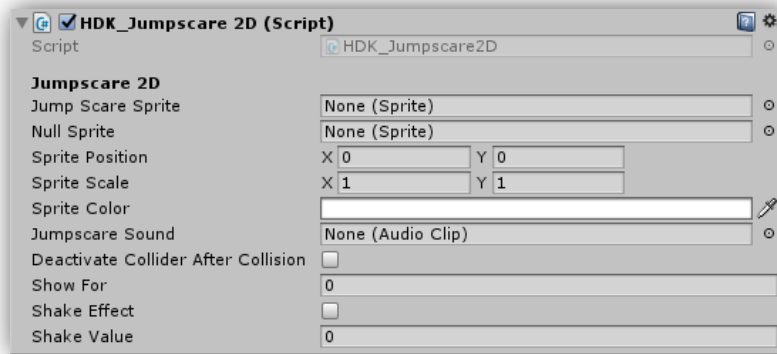 HDK_Jumpscare 2D (Script)
Script HDK_Jumpscare2D
Jumpscare 2D
Jump Scare Sprite None (Sprite)
Null Sprite None (Sprite)
Sprite Position X 0 Y 0
Sprite Scale X 1 Y 1
Sprite Color
Jumpscare Sound None (Audio Clip)
Deactivate Collider After Collision
Show For 0
Shake Effect
Shake Value 0